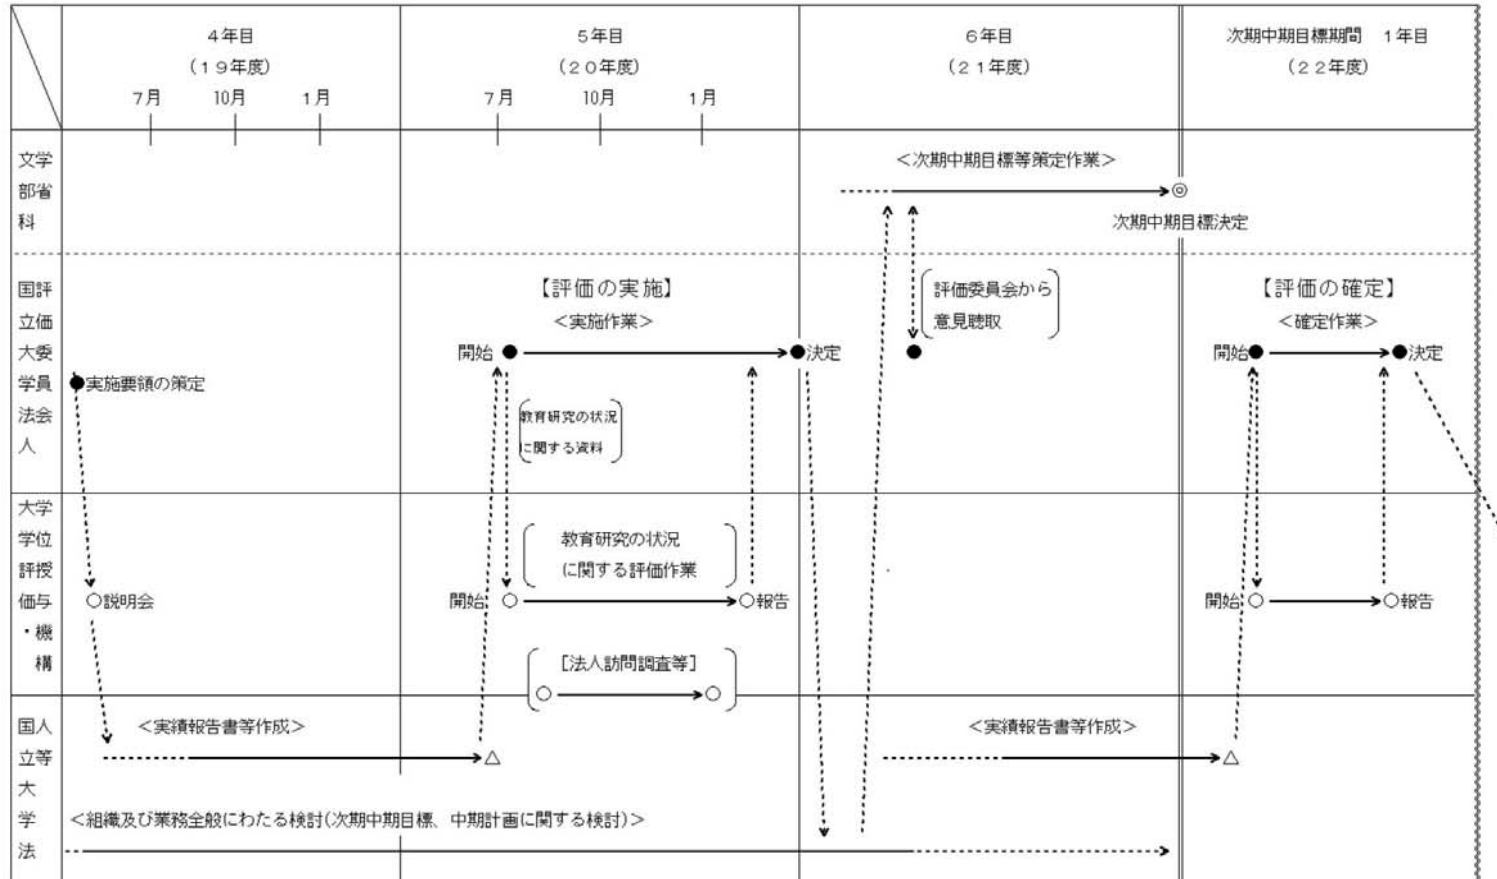 ４年目
（１９年度）
７月 10月 １月
５年目
（２０年度）
７月 10月 １月
６年目
（２１年度）
次期中期目標期間 １年目
（２２年度）
文学
部省
科
＜次期中期目標等策定作業＞
◎
次期中期目標決定
国評
立価
大委
学員
法会
人
●実施要領の策定
【評価の実施】
＜実施作業＞
開始● ●決定
教育研究の状況
に関する資料
評価委員会から
意見聴取
●
【評価の確定】
＜確定作業＞
開始● ●決定
大学
学位
評授
価与
・機
構
○説明会
教育研究の状況
に関する評価作業
開始○ ○報告
［法人訪問調査等］
○ ○
開始○ ○報告
国人
立等
大
学
法
＜実績報告書等作成＞
△
＜実績報告書等作成＞
△
＜組織及び業務全般にわたる検討(次期中期目標、中期計画に関する検討)＞